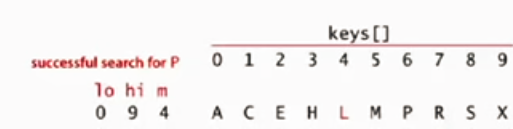 keys[]
successful search for P 0 1 2 3 4 5 6 7 8 9
lo hi m
0 9 4 A C E H L M P R S X